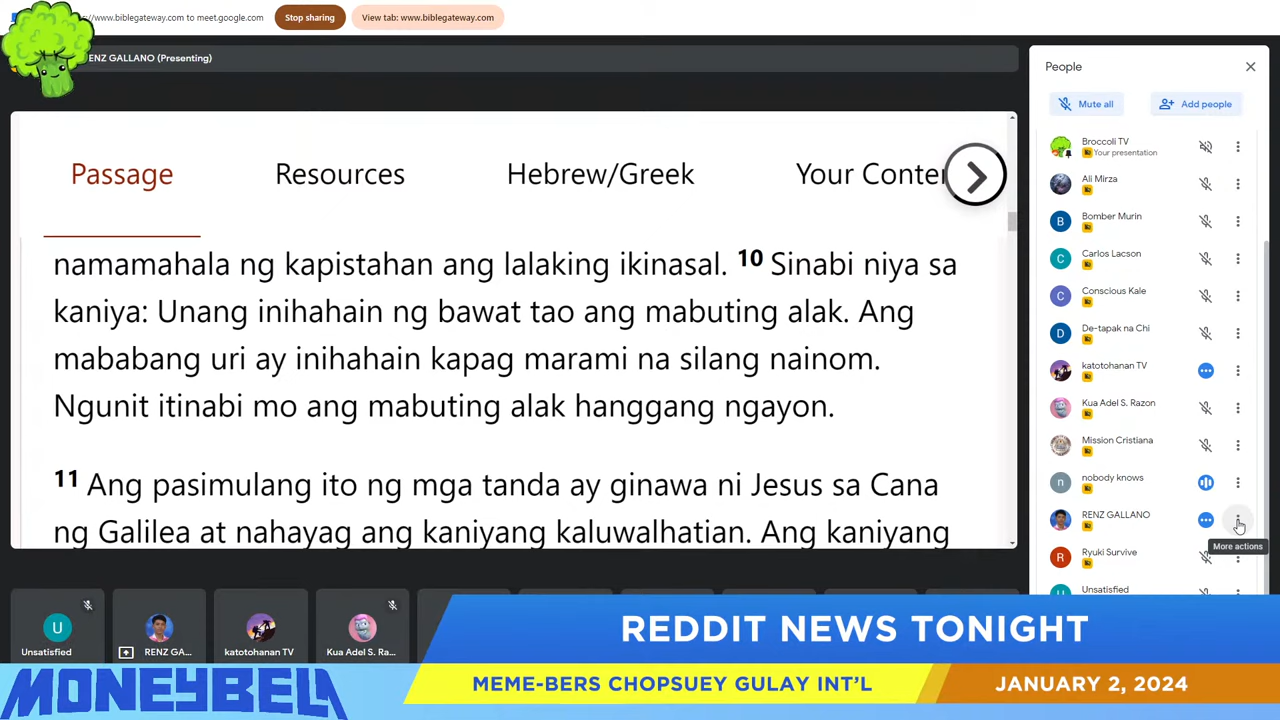 ://www.biblegateway.com to meet.google.com
Stop sharing
View tab: www.biblegateway.com
RENZ GALLANO (Presenting)
Passage
Resources
Hebrew/Greek
Your Conten
namamahala ng kapistahan ang lalaking ikinasal. 10 Sinabi niya sa
kaniya: Unang inihahain ng bawat tao ang mabuting alak. Ang
mababang uri ay inihahain kapag marami na silang nainom.
Ngunit itinabi mo ang mabuting alak hanggang ngayon.
11 Ang pasimulang ito ng mga tanda ay ginawa ni Jesus sa Cana
ng Galilea at nahayag ang kaniyang kaluwalhatian. Ang kaniyang
People
Mute all
Add people
Broccoli TV
Your presentation
Ali Mirza
B
Bomber Murin
C
Carlos Lacson
C
Conscious Kale
D
De-tapak na Chi
katotohanan TV
Kua Adel S. Razon
Mission Cristiana
n
nobody knows
RENZ GALLANO
More actions
R
Ryuki Survive
U
Unsatisfied
U
Unsatisfied
RENZ GA...
katotohanan TV
Kua Adel S. Ra...
REDDIT NEWS TONIGHT
MONEYBELA
MEME-BERS CHOPSUEY GULAY INT'L
JANUARY 2, 2024